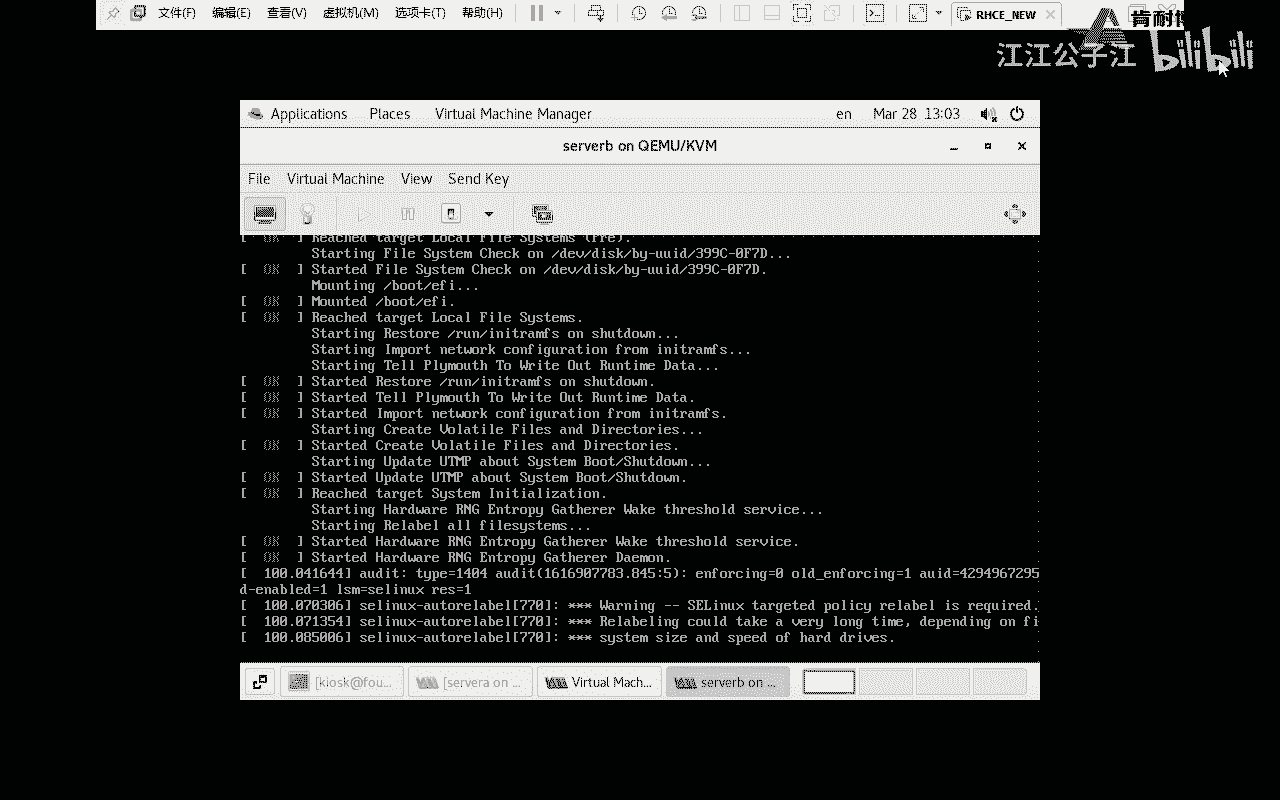 文件(F) 编辑(E) 查看(V) 虚拟机(M) 选项卡(T) 帮助(H) RHCE_NEW
肯耐
江江公子江 bilibili
Applications Places Virtual Machine Manager en Mar 28 13:03
serverb on QEMU/KVM
File Virtual Machine View Send Key
[ OK ] Reached target Local File Systems (Pre).
Starting File System Check on /dev/disk/by-uuid/399C-0F7D...
[ OK ] Started File System Check on /dev/disk/by-uuid/399C-0F7D.
Mounting /boot/efi...
[ OK ] Mounted /boot/efi.
[ OK ] Reached target Local File Systems.
Starting Restore /run/initramfs on shutdown...
Starting Import network configuration from initramfs...
Starting Tell Plymouth To Write Out Runtime Data...
[ OK ] Started Restore /run/initramfs on shutdown.
[ OK ] Started Tell Plymouth To Write Out Runtime Data.
[ OK ] Started Import network configuration from initramfs.
Starting Create Volatile Files and Directories...
[ OK ] Started Create Volatile Files and Directories.
Starting Update UTMP about System Boot/Shutdown...
[ OK ] Started Update UTMP about System Boot/Shutdown.
[ OK ] Reached target System Initialization.
Starting Hardware RNG Entropy Gatherer Wake threshold service...
Starting Relabel all filesystems...
[ OK ] Started Hardware RNG Entropy Gatherer Wake threshold service.
[ OK ] Started Hardware RNG Entropy Gatherer Daemon.
[ 100.041644] audit: type=1404 audit(1616907783.845:5): enforcing=0 old_enforcing=1 auid=4294967295
d-enabled=1 lsm=selinux res=1
[ 100.070306] selinux-autorelabel[770]: *** Warning -- SELinux targeted policy relabel is required.
[ 100.071354] selinux-autorelabel[770]: *** Relabeling could take a very long time, depending on fi
[ 100.085006] selinux-autorelabel[770]: *** system size and speed of hard drives.
[kiosk@fou... [servera on ... Virtual Mach... serverb on ...